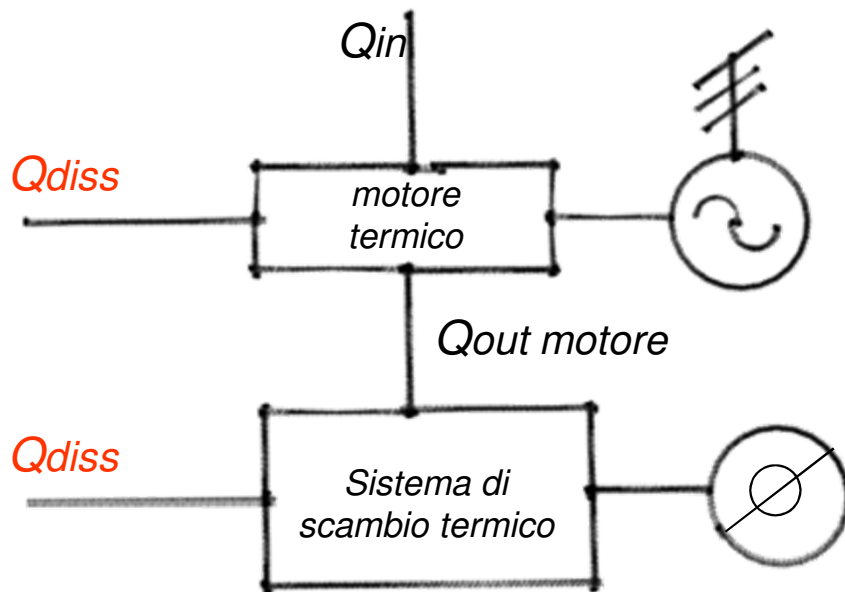 Qin
Qdiss
motore
termico
Qout motore
Qdiss
Sistema di
scambio termico